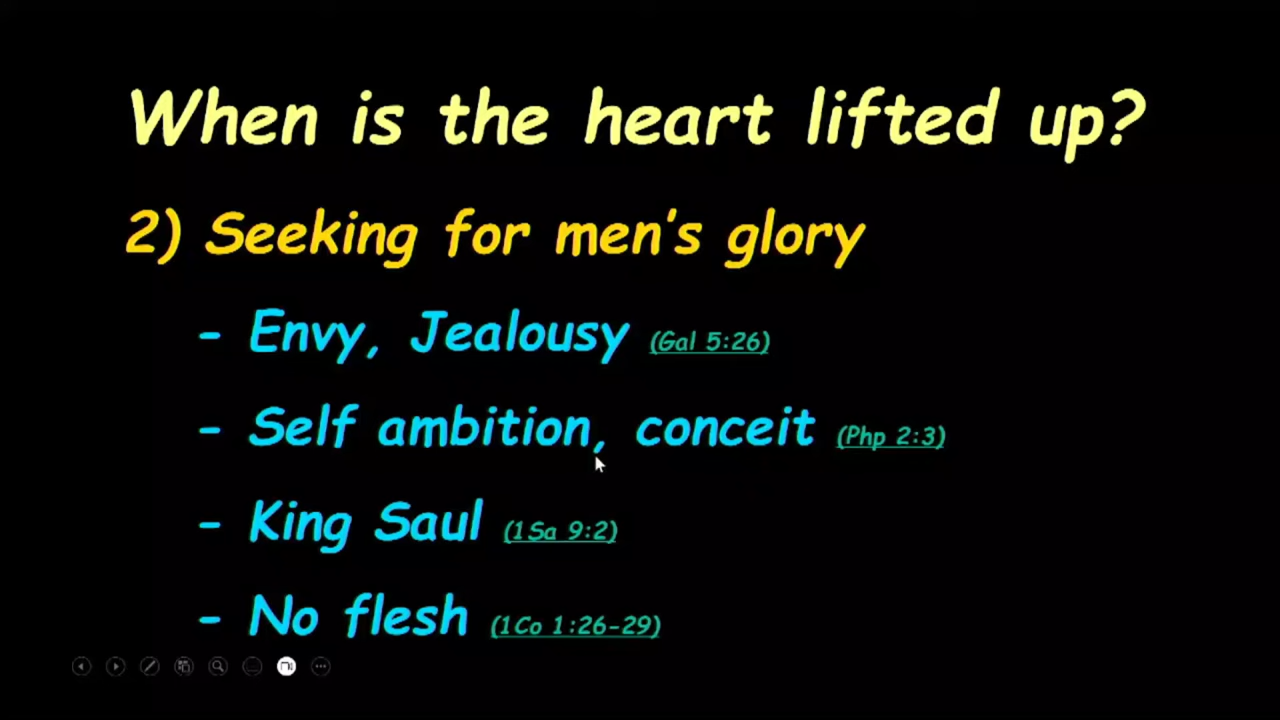 When is the heart lifted up?
2) Seeking for men's glory
- Envy, Jealousy (Gal 5:26)
- Self ambition, conceit (Php 2:3)
- King Saul (1Sa 9:2)
- No flesh (1Co 1:26-29)